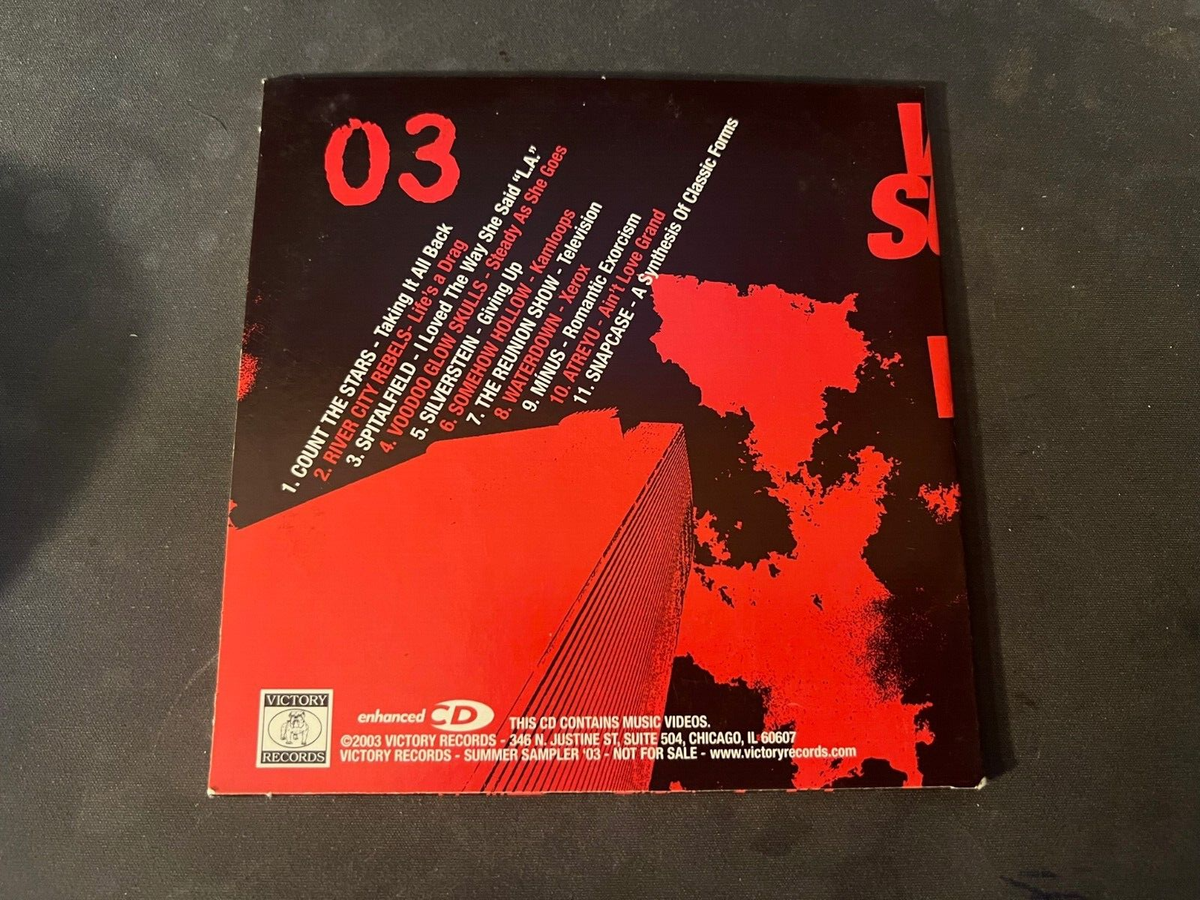 03
1. COUNT THE STARS - Taking It All Back
2. RIVER CITY REBELS- Life's a Drag
3. SPITALFIELD - I Loved The Way She Said "L.A."
4. VOODOO GLOW SKULLS - Steady As She Goes
5. SILVERSTEIN - Giving Up
6. SOMEHOW HOLLOW - Kamloops
7. THE REUNION SHOW - Television
8. WATERDOWN - Xerox
9. MINUS - Romantic Exorcism
10. ATREYU - Ain't Love Grand
11. SNAPCASE - A Synthesis Of Classic Forms
VICTORY
RECORDS
enhanced CD
THIS CD CONTAINS MUSIC VIDEOS.
©2003 VICTORY RECORDS - 346 N. JUSTINE ST, SUITE 504, CHICAGO, IL 60607
VICTORY RECORDS - SUMMER SAMPLER '03 - NOT FOR SALE - www.victoryrecords.com